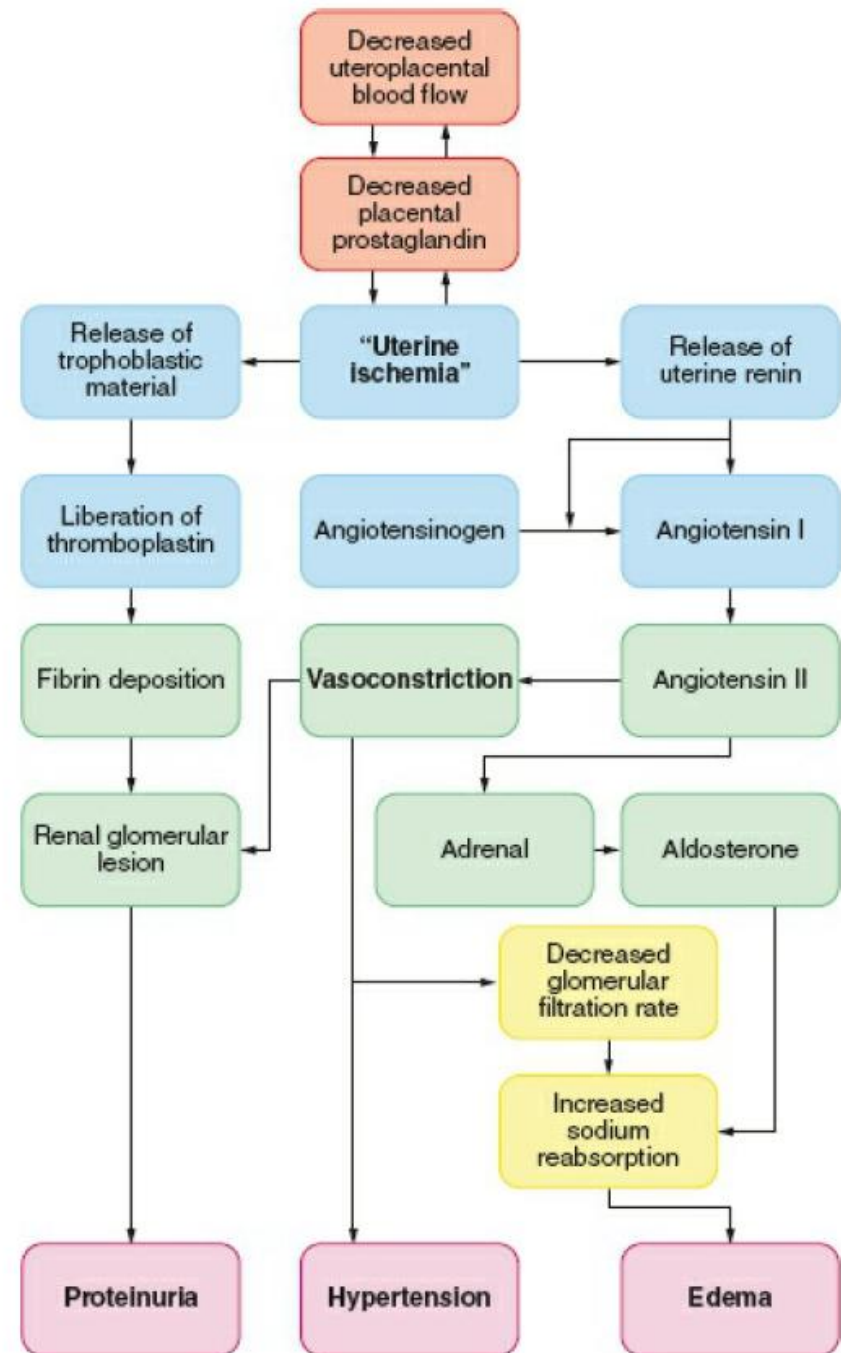 Decreased
uteroplacental
blood flow
Decreased
placental
prostaglandin
Release of
trophoblastic
material
“Uterine
ischemia”
Release of
uterine renin
Liberation of
thromboplastin
Angiotensinogen
Angiotensin I
Fibrin deposition
Vasoconstriction
Angiotensin II
Renal glomerular
lesion
Adrenal
Aldosterone
Decreased
glomerular
filtration rate
Increased
sodium
reabsorption
Proteinuria
Hypertension
Edema